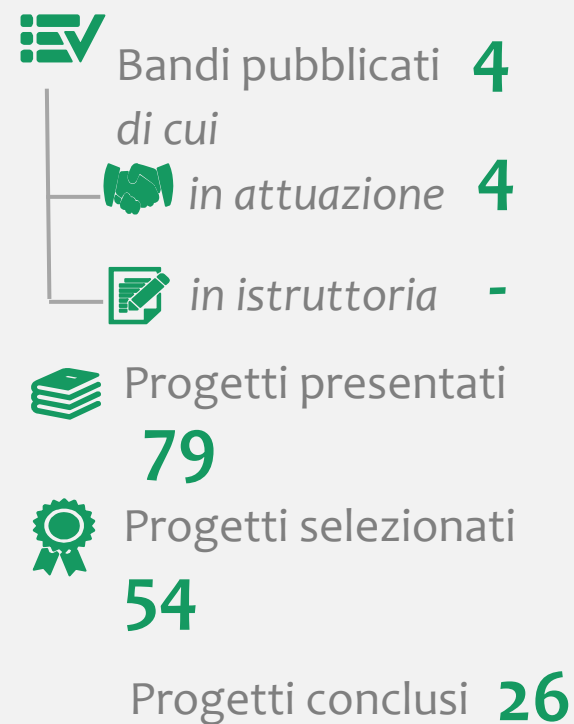 Bandi pubblicati 4
di cui
in attuazione 4
in istruttoria -
Progetti presentati
79
Progetti selezionati
54
Progetti conclusi 26